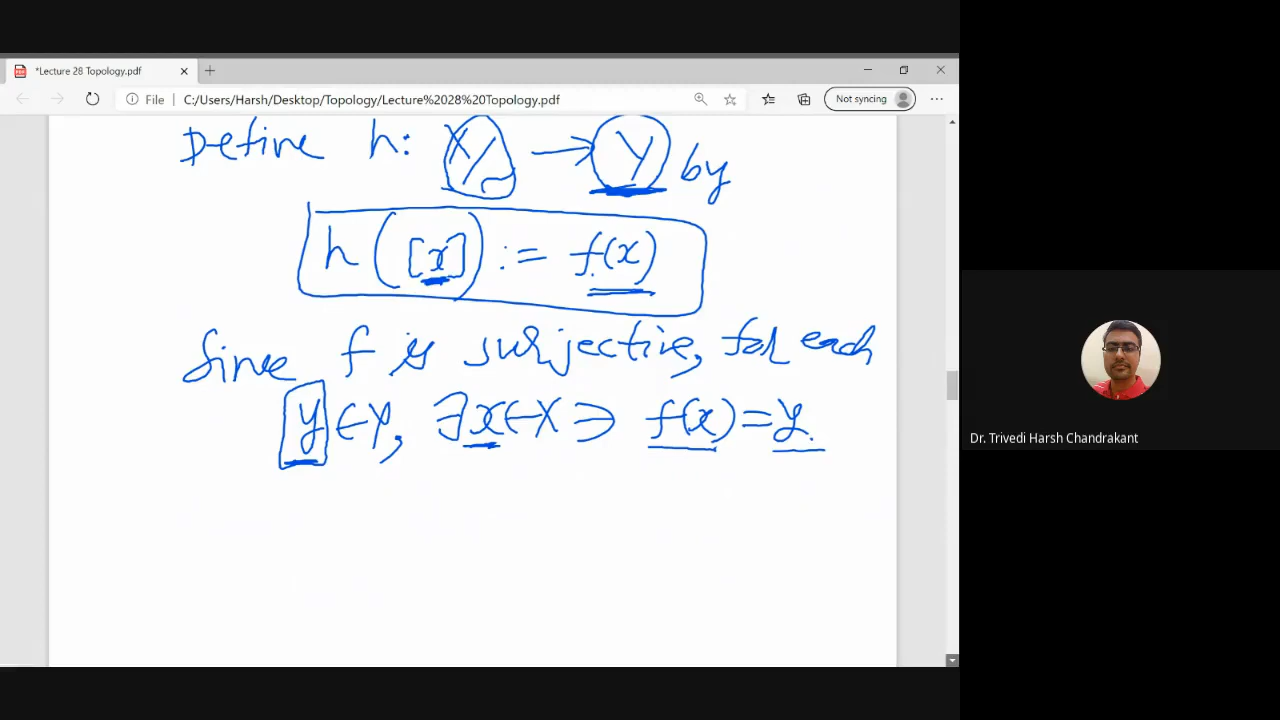 *Lecture 28 Topology.pdf
File | C:/Users/Harsh/Desktop/Topology/Lecture%2028%20Topology.pdf
Not syncing
Define h: X/~ → Y by
h([x]) := f(x)
Since f is surjective, for each
y∈Y, ∃x∈X ∋ f(x)=y.
Dr. Trivedi Harsh Chandrakant